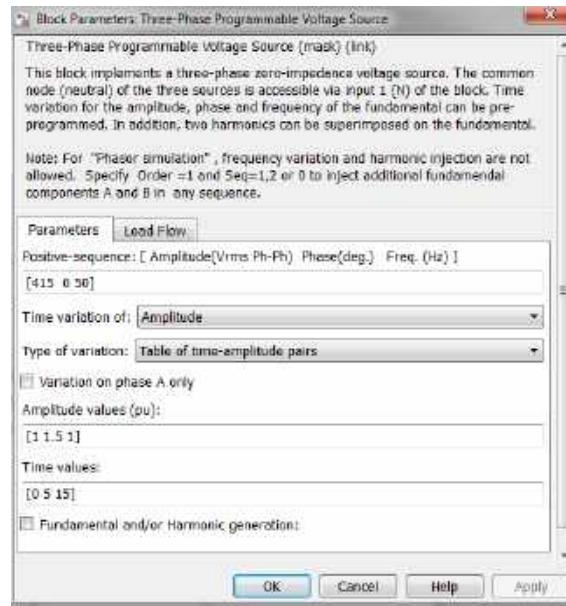 Block Parameters: Three-Phase Programmable Voltage Source
Three-Phase Programmable Voltage Source (mask) (link)
This block implements a three-phase zero-impedance voltage source. The common
node (neutral) of the three sources is accessible via input 1 (N) of the block. Time
variation for the amplitude, phase and frequency of the fundamental can be pre-
programmed. In addition, two harmonics can be superimposed on the fundamental.
Note: For "Phasor simulation", frequency variation and harmonic injection are not
allowed. Specify Order =1 and Seq=1,2 or 0 to inject additional fundamendal
components A and B in any sequence.
Parameters Load Flow
Positive-sequence: [ Amplitude(Vrms Ph-Ph) Phase(deg.) Freq. (Hz) ]
[415 0 50]
Time variation of: Amplitude
Type of variation: Table of time-amplitude pairs
Variation on phase A only
Amplitude values (pu):
[1 1.5 1]
Time values:
[0 5 15]
Fundamental and/or Harmonic generation:
OK Cancel Help Apply